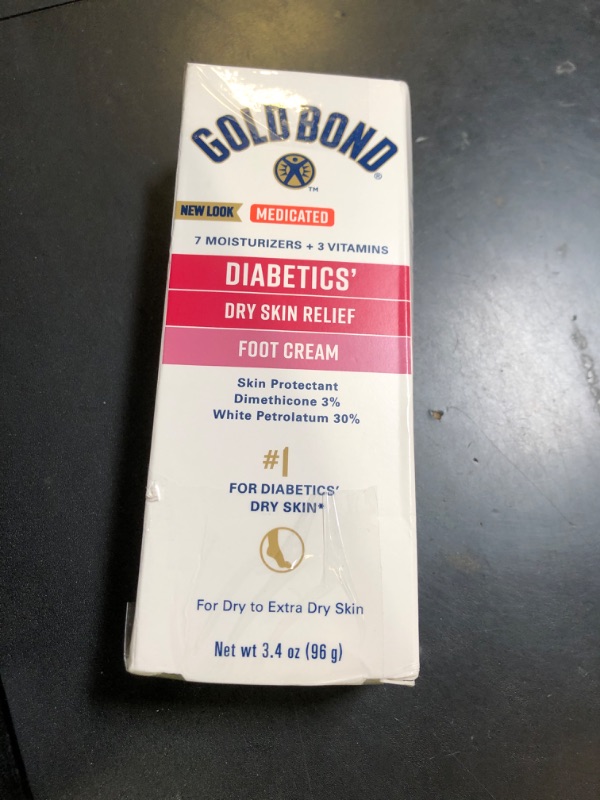 GOLD BOND®
TM
NEW LOOK MEDICATED
7 MOISTURIZERS + 3 VITAMINS
DIABETICS'
DRY SKIN RELIEF
FOOT CREAM
Skin Protectant
Dimethicone 3%
White Petrolatum 30%
#1
FOR DIABETICS'
DRY SKIN*
For Dry to Extra Dry Skin
Net wt 3.4 oz (96 g)